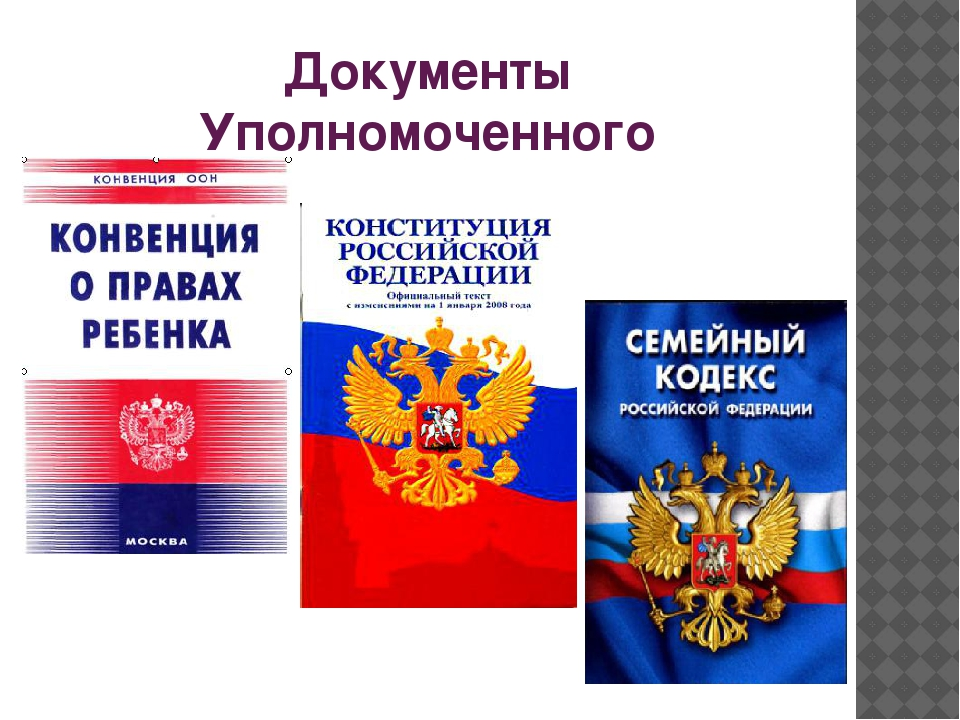 Документы
Уполномоченного
КОНВЕНЦИЯ ООН
КОНВЕНЦИЯ
О ПРАВАХ
РЕБЕНКА
МОСКВА
КОНСТИТУЦИЯ
РОССИЙСКОЙ
ФЕДЕРАЦИИ
Официальный текст
с изменениями на 1 января 2008 года
СЕМЕЙНЫЙ
КОДЕКС
РОССИЙСКОЙ ФЕДЕРАЦИИ